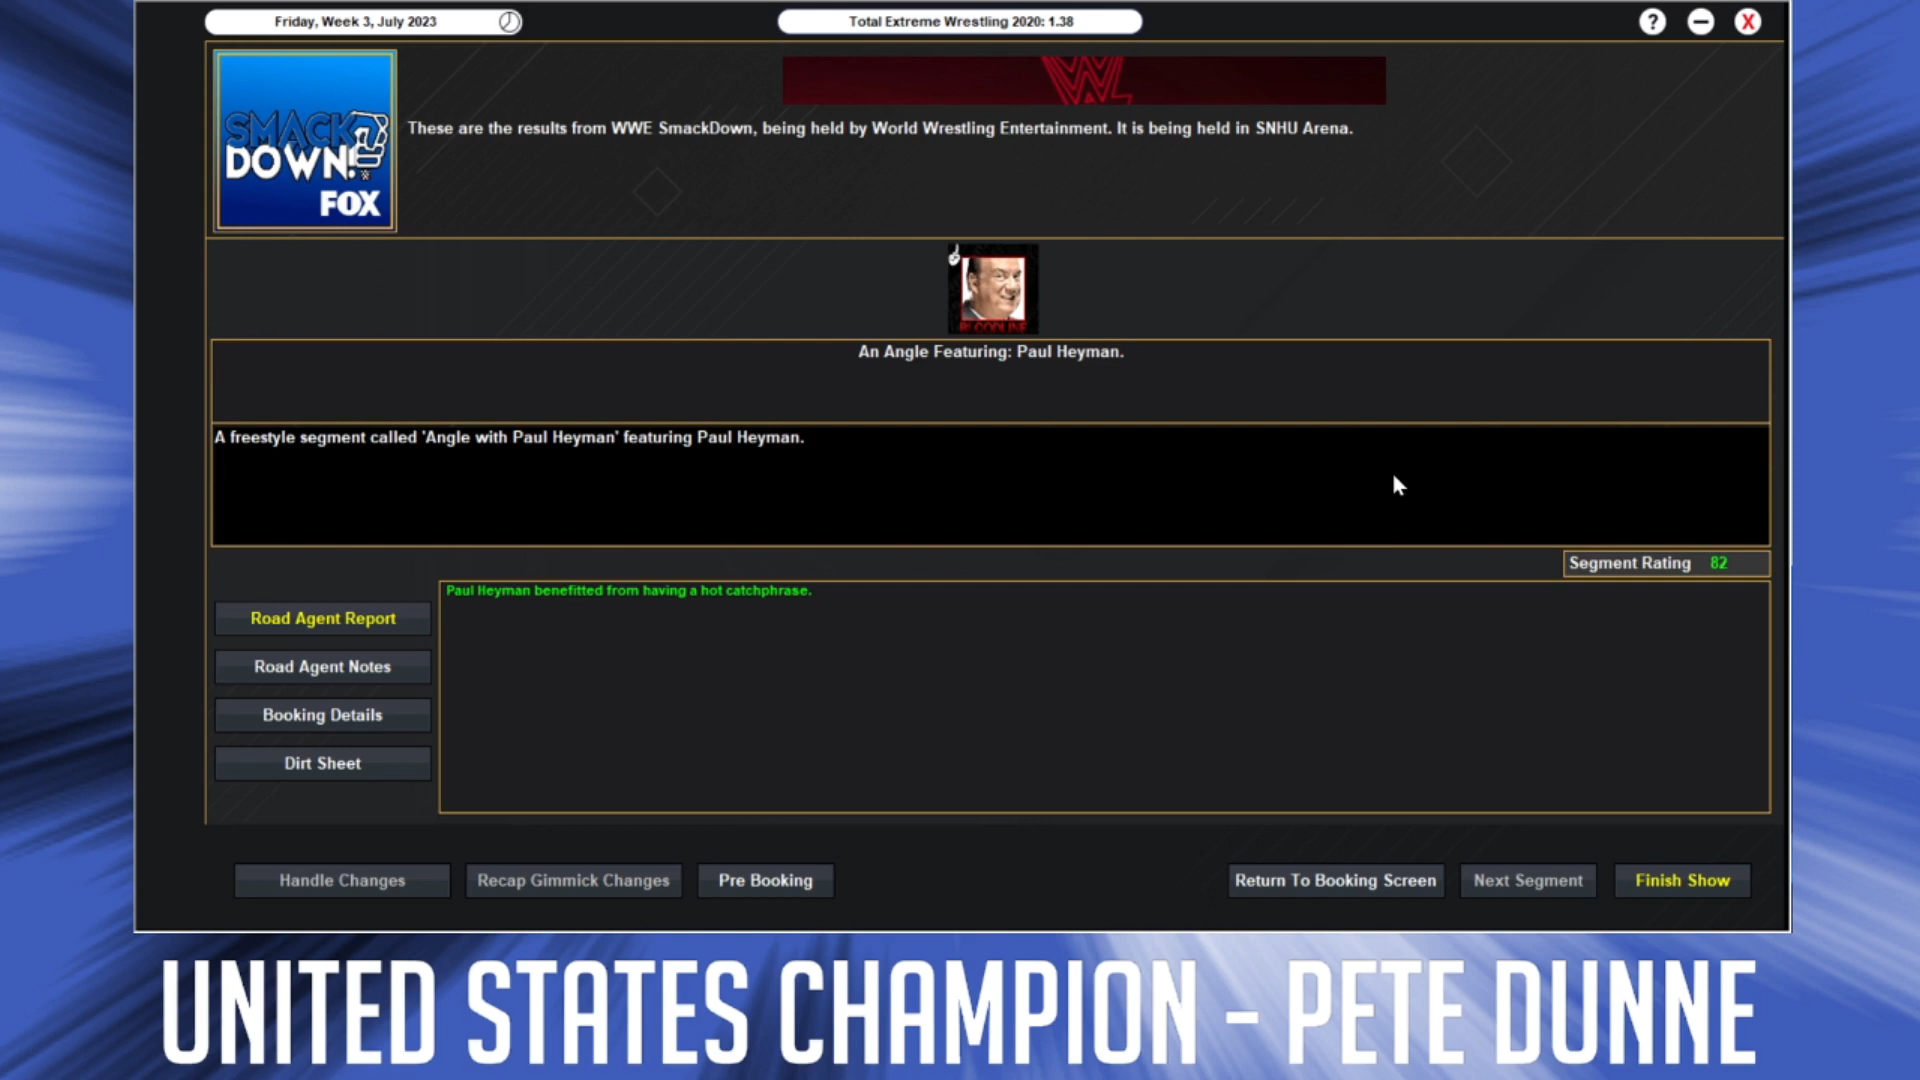 Friday, Week 3, July 2023
Total Extreme Wrestling 2020: 1.38
?
X
SMACK
DOWN!
FOX
W
These are the results from WWE SmackDown, being held by World Wrestling Entertainment. It is being held in SNHU Arena.
BLOODLINE
An Angle Featuring: Paul Heyman.
A freestyle segment called 'Angle with Paul Heyman' featuring Paul Heyman.
Segment Rating 82
Paul Heyman benefitted from having a hot catchphrase.
Road Agent Report
Road Agent Notes
Booking Details
Dirt Sheet
Handle Changes
Recap Gimmick Changes
Pre Booking
Return To Booking Screen
Next Segment
Finish Show
UNITED STATES CHAMPION - PETE DUNNE